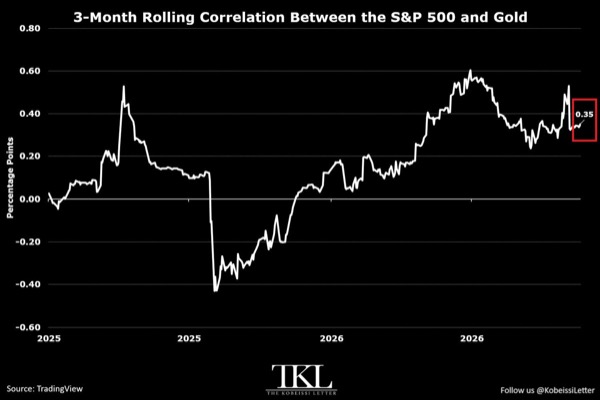 3-Month Rolling Correlation Between the S&P 500 and Gold
Percentage Points
0.80
0.60
0.40
0.20
0.00
-0.20
-0.40
-0.60
0.35
2025
2025
2026
2026
Source: TradingView
TKL
THE KOBEISSI LETTER
Follow us @KobeissiLetter